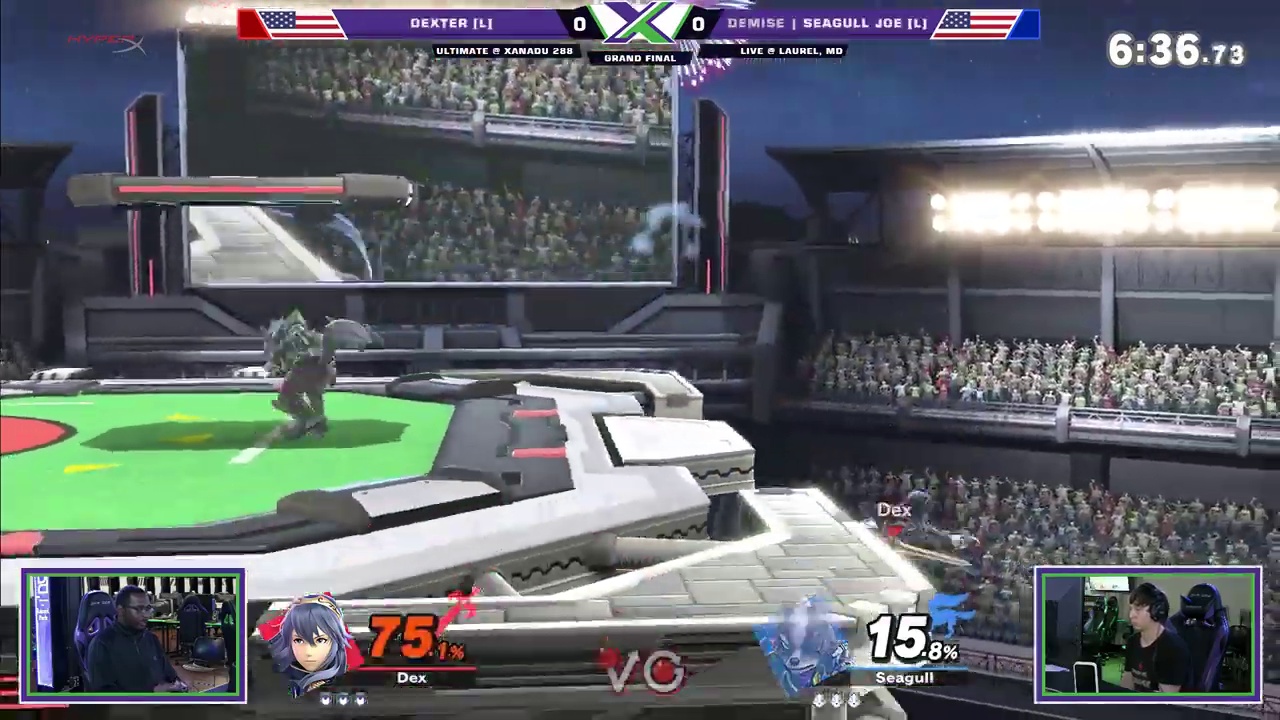 DEXTER [L]
0
0
DEMISE | SEAGULL JOE [L]
ULTIMATE @ XANADU 288
LIVE @ LAUREL, MD
GRAND FINAL
6:36.73
Dex
75.1%
Dex
15.8%
Seagull